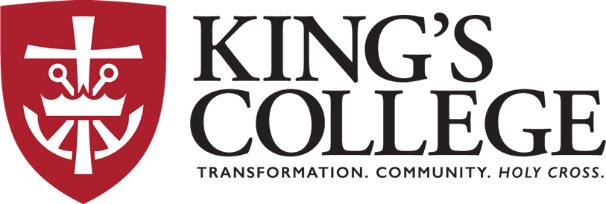 KING'S
COLLEGE
TRANSFORMATION. COMMUNITY. HOLY CROSS.